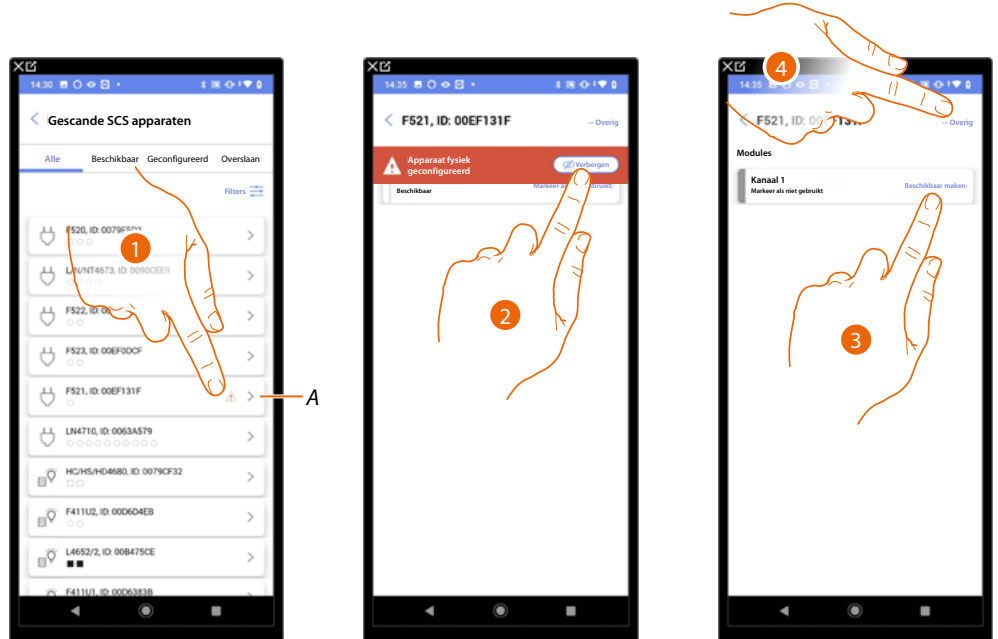 14:30
Gescande SCS apparaten
Alle Beschikbaar Geconfigureerd Overslaan
Filters:
F520, ID: 0079
L/N/NT4673, ID: 0090CEE9
F522, ID:
F523, ID: 00EF0DCF
F521, ID: 00EF131F
LN4710, ID: 0063A579
HC/HS/HD4680, ID: 0079CF32
F411U2, ID: 00D6D4EB
L4652/2, ID: 00B475CE
F411U1, ID: 00D6383B
1
A
14:35
F521, ID: 00EF131F
-- Overig
Apparaat fysiek
geconfigureerd
Verbergen
Beschikbaar
Markeer als
2
14:35
F521, ID: 00
-- Overig
Modules
Kanaal 1
Markeer als niet gebruikt
Beschikbaar maken:
3
4